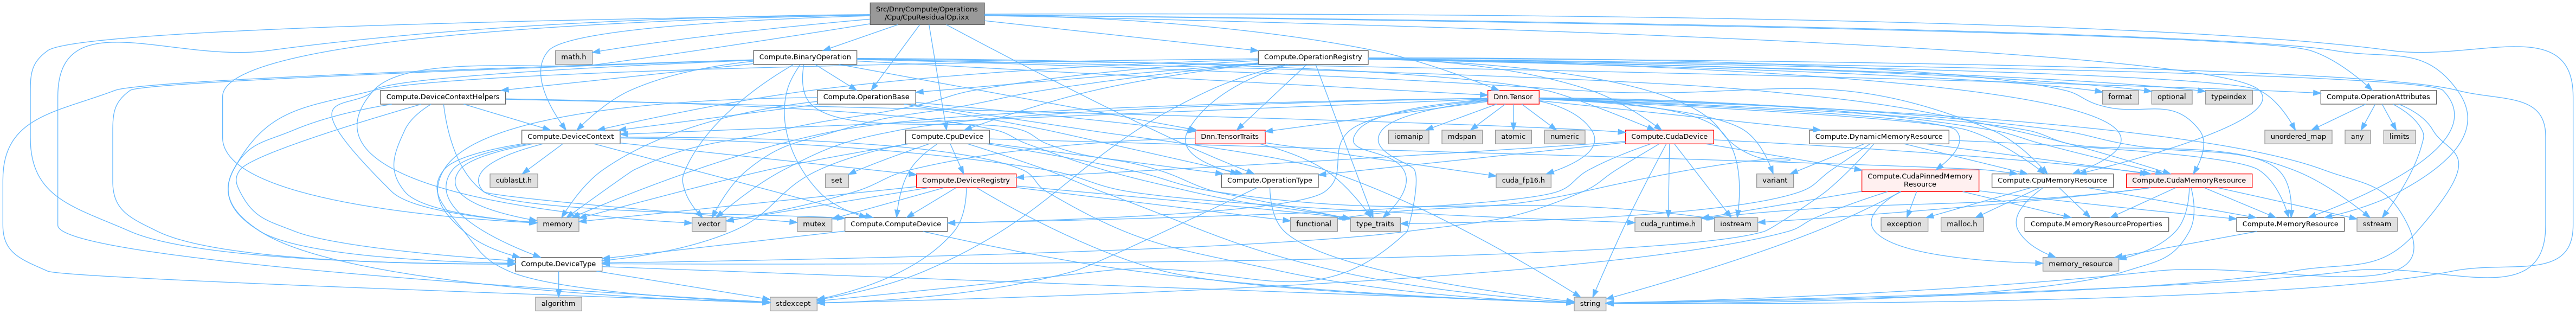 Src/Dnn/Compute/Operations
/Cpu/CpuResidualOp.ixx
math.h
Compute.BinaryOperation
Compute.OperationRegistry
Compute.DeviceContextHelpers
Compute.OperationBase
Dnn.Tensor
format
optional
typeindex
Compute.OperationAttributes
Compute.DeviceContext
Compute.CpuDevice
Dnn.TensorTraits
iomanip
mdspan
atomic
numeric
Compute.CudaDevice
Compute.DynamicMemoryResource
unordered_map
any
limits
cublasLt.h
set
Compute.DeviceRegistry
Compute.OperationType
cuda_fp16.h
variant
Compute.CudaPinnedMemory
Resource
Compute.CpuMemoryResource
Compute.CudaMemoryResource
memory
vector
mutex
Compute.ComputeDevice
functional
type_traits
cuda_runtime.h
iostream
exception
malloc.h
Compute.MemoryResourceProperties
Compute.MemoryResource
sstream
Compute.DeviceType
memory_resource
algorithm
stdexcept
string